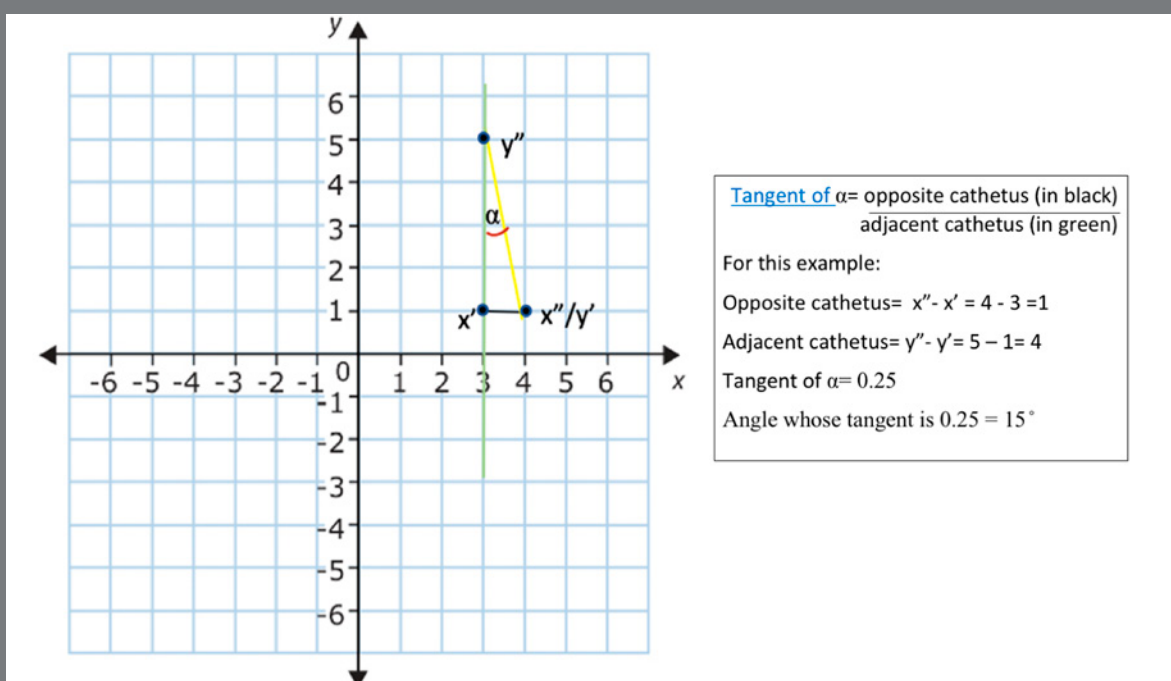 y
6
5
y”
4
α
3
2
1
x’
x”/y’
-6 -5 -4 -3 -2 -1 0 1 2 3 4 5 6 x
-1
-2
-3
-4
-5
-6
Tangent of α= opposite cathetus (in black)
adjacent cathetus (in green)
For this example:
Opposite cathetus= x”- x’ = 4 - 3 =1
Adjacent cathetus= y”- y’= 5 – 1= 4
Tangent of α= 0.25
Angle whose tangent is 0.25 = 15°